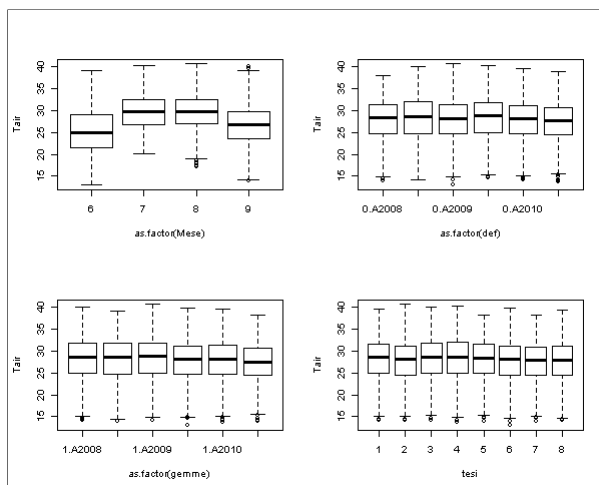 40
35
30
25
20
15
Tair
6 7 8 9
as.factor(Mese)
40
35
30
25
20
15
Tair
0.A2008 0.A2009 0.A2010
as.factor(def)
40
35
30
25
20
15
Tair
1.A2008 1.A2009 1.A2010
as.factor(gemme)
40
35
30
25
20
15
Tair
1 2 3 4 5 6 7 8
tesi